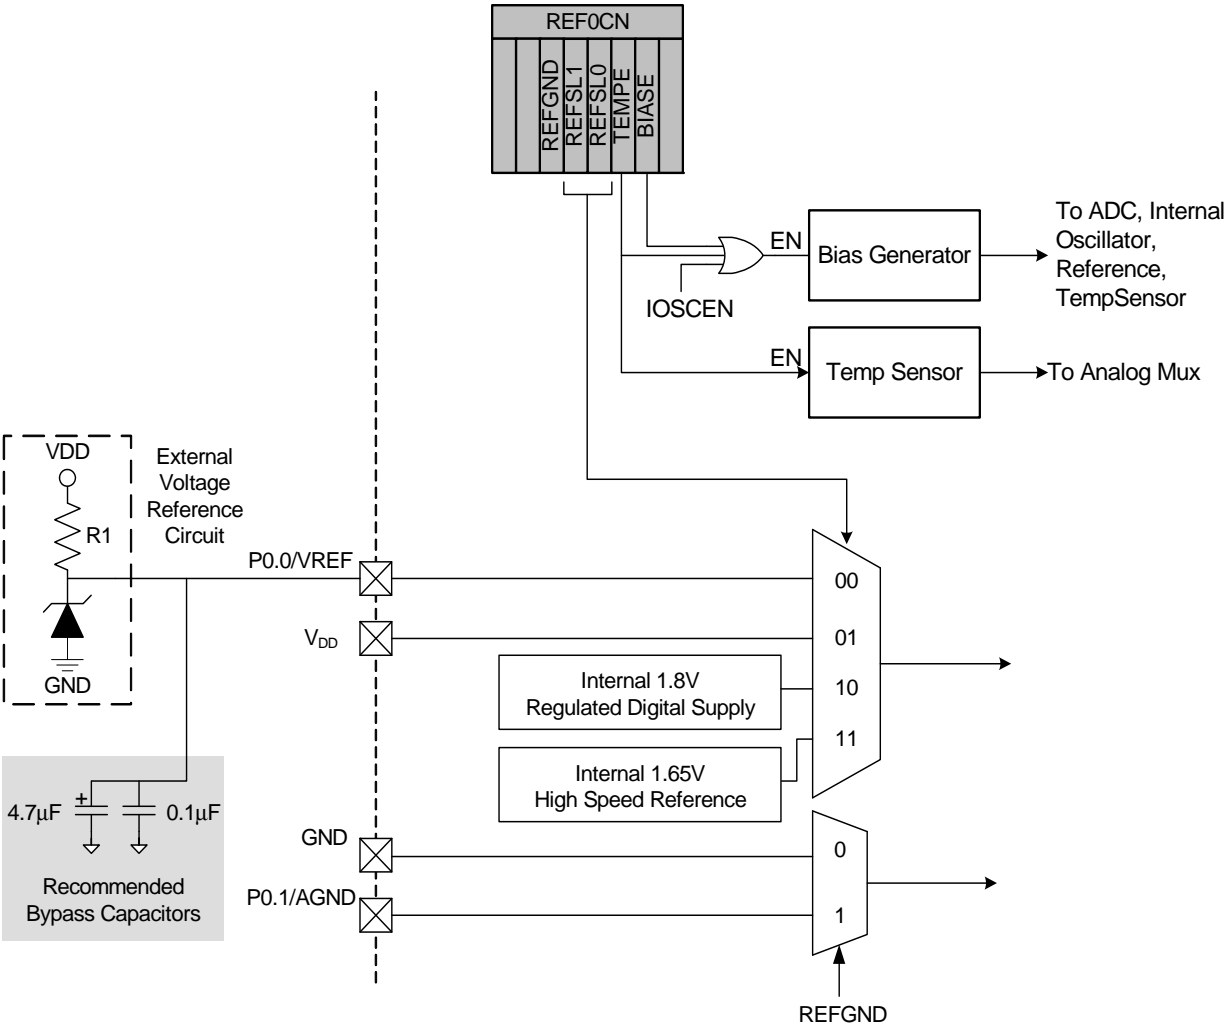 REF0CN
REFGND
REFSL1
REFSL0
TEMPE
BIASE
EN
Bias Generator
To ADC, Internal
Oscillator,
Reference,
TempSensor
IOSCEN
EN
Temp Sensor
To Analog Mux
VDD
R1
GND
External
Voltage
Reference
Circuit
P0.0/VREF
00
VDD
01
Internal 1.8V
Regulated Digital Supply
10
11
Internal 1.65V
High Speed Reference
4.7µF
+
0.1µF
Recommended
Bypass Capacitors
GND
0
P0.1/AGND
1
REFGND